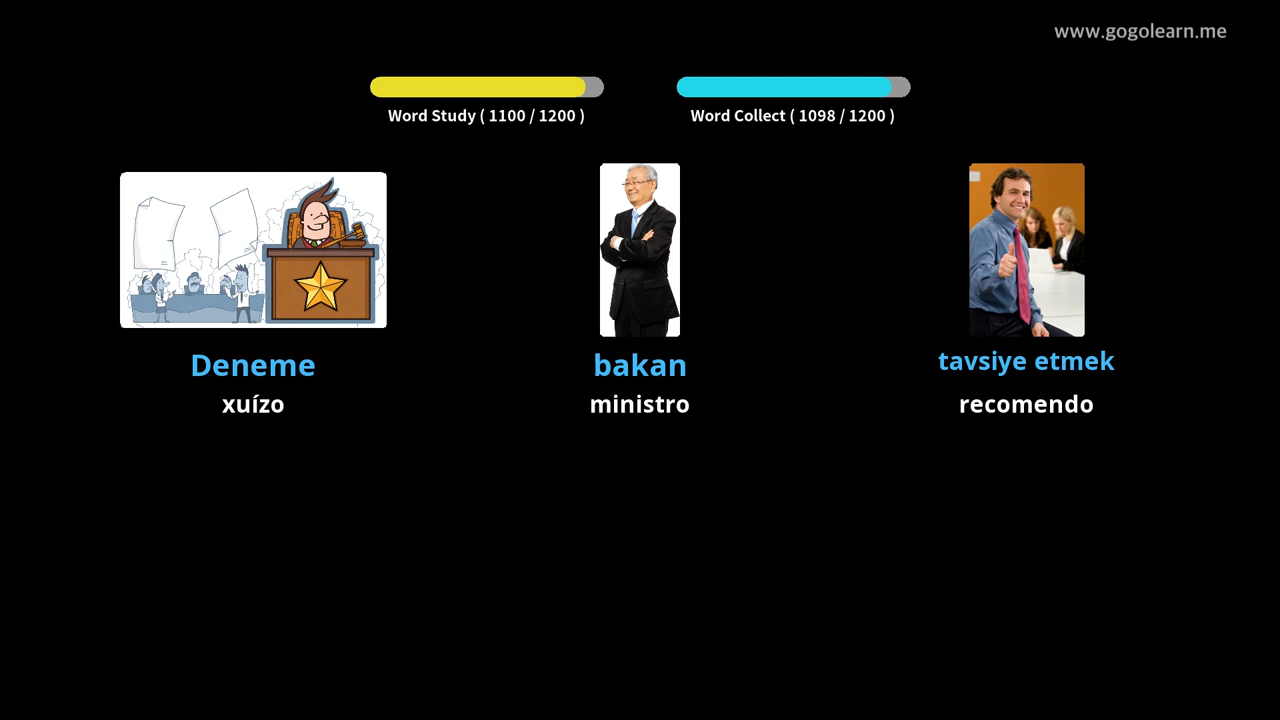 www.gogolearn.me
Word Study ( 1100 / 1200 )
Word Collect ( 1098 / 1200 )
Deneme
xuízo
bakan
ministro
tavsiye etmek
recomendo